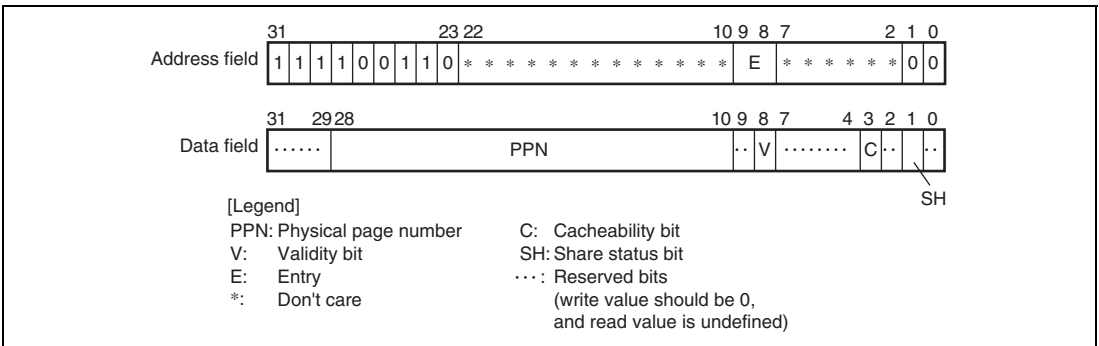 31 23 22 10 9 8 7 2 1 0
Address field 1 1 1 1 0 0 1 1 0 * * * * * * * * * * * * * E * * * * * * 0 0
31 29 28 10 9 8 7 4 3 2 1 0
Data field ······ PPN ·· V ········ C ·· ··
SH
[Legend]
PPN: Physical page number C: Cacheability bit
V: Validity bit SH: Share status bit
E: Entry ···: Reserved bits
*: Don't care (write value should be 0,
and read value is undefined)